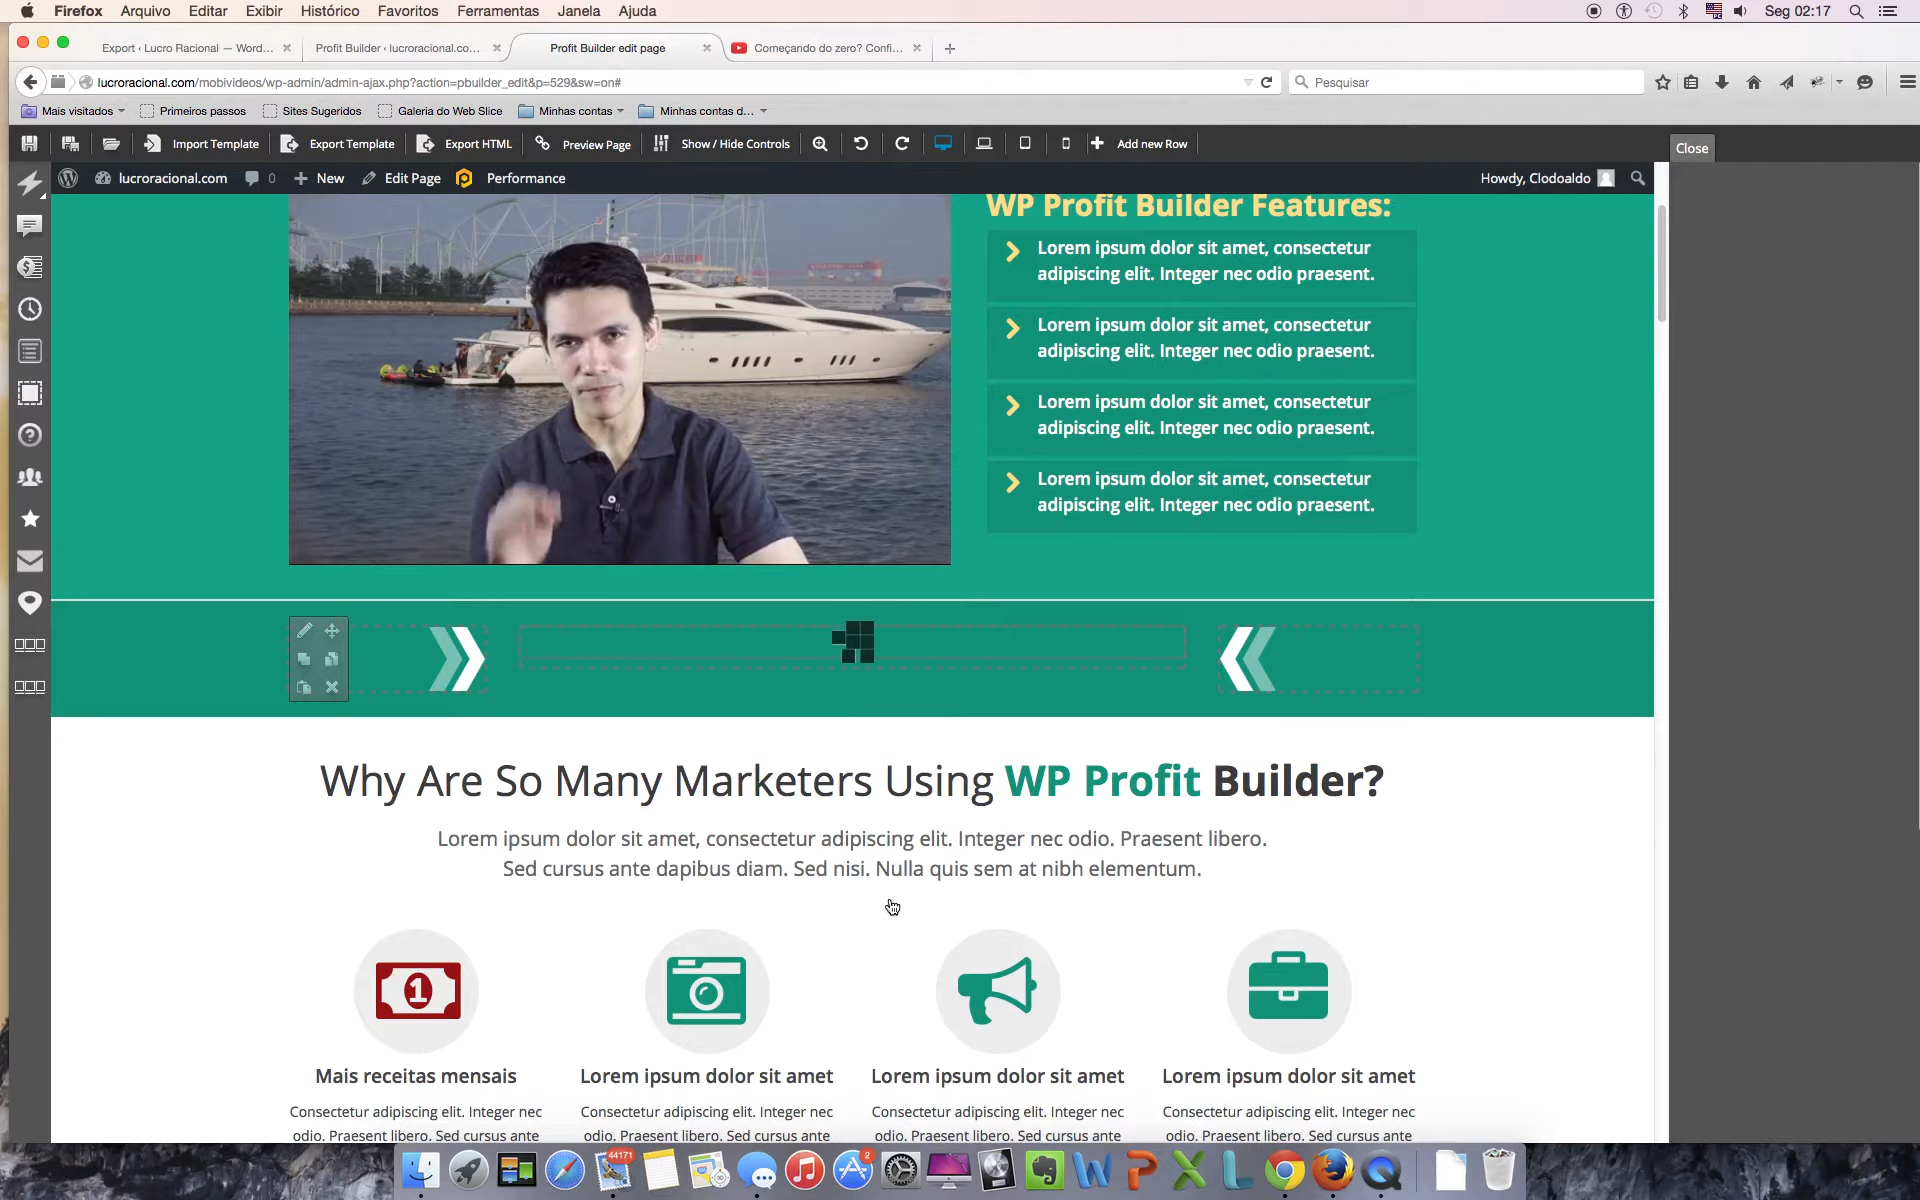 Firefox Arquivo Editar Exibir Histórico Favoritos Ferramentas Janela Ajuda Seg 02:17
Export ‹ Lucro Racional — Word... Profit Builder ‹ lucroracional.co... Profit Builder edit page Começando do zero? Confi...
lucroracional.com/mobivideos/wp-admin/admin-ajax.php?action=pbuilder_edit&p=529&sw=on# Pesquisar
Mais visitados Primeiros passos Sites Sugeridos Galeria do Web Slice Minhas contas Minhas contas d...
Import Template Export Template Export HTML Preview Page Show / Hide Controls Add new Row Close
lucroracional.com 0 New Edit Page Performance Howdy, Clodoaldo
WP Profit Builder Features:
Lorem ipsum dolor sit amet, consectetur
adipiscing elit. Integer nec odio praesent.
Lorem ipsum dolor sit amet, consectetur
adipiscing elit. Integer nec odio praesent.
Lorem ipsum dolor sit amet, consectetur
adipiscing elit. Integer nec odio praesent.
Lorem ipsum dolor sit amet, consectetur
adipiscing elit. Integer nec odio praesent.
Why Are So Many Marketers Using WP Profit Builder?
Lorem ipsum dolor sit amet, consectetur adipiscing elit. Integer nec odio. Praesent libero.
Sed cursus ante dapibus diam. Sed nisi. Nulla quis sem at nibh elementum.
1
Mais receitas mensais Lorem ipsum dolor sit amet Lorem ipsum dolor sit amet Lorem ipsum dolor sit amet
Consectetur adipiscing elit. Integer nec Consectetur adipiscing elit. Integer nec Consectetur adipiscing elit. Integer nec Consectetur adipiscing elit. Integer nec
odio. Praesent libero. Sed cursus ante odio. Praesent libero. Sed cursus ante odio. Praesent libero. Sed cursus ante odio. Praesent libero. Sed cursus ante
44171 2